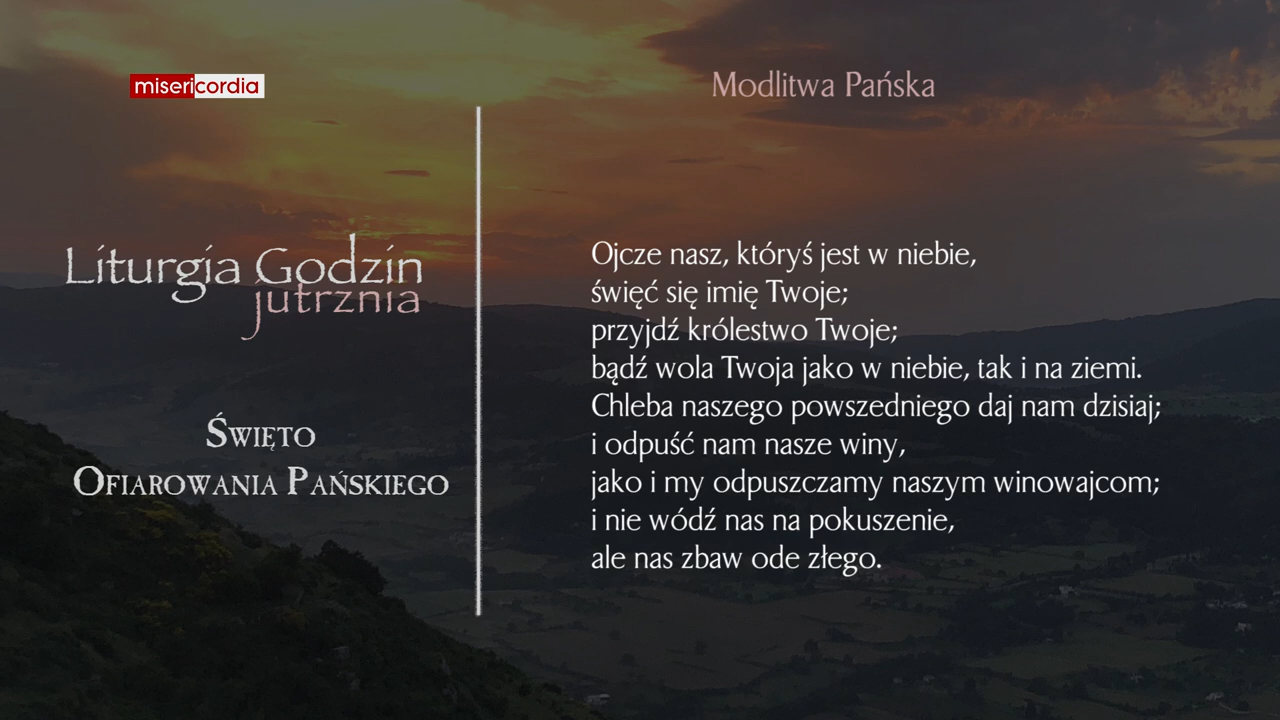 misericordia
Liturgia Godzin
jutrznia
Święto
Ofiarowania Pańskiego
Modlitwa Pańska
Ojcze nasz, któryś jest w niebie,
święć się imię Twoje;
przyjdź królestwo Twoje;
bądź wola Twoja jako w niebie, tak i na ziemi.
Chleba naszego powszedniego daj nam dzisiaj;
i odpuść nam nasze winy,
jako i my odpuszczamy naszym winowajcom;
i nie wódź nas na pokuszenie,
ale nas zbaw ode złego.